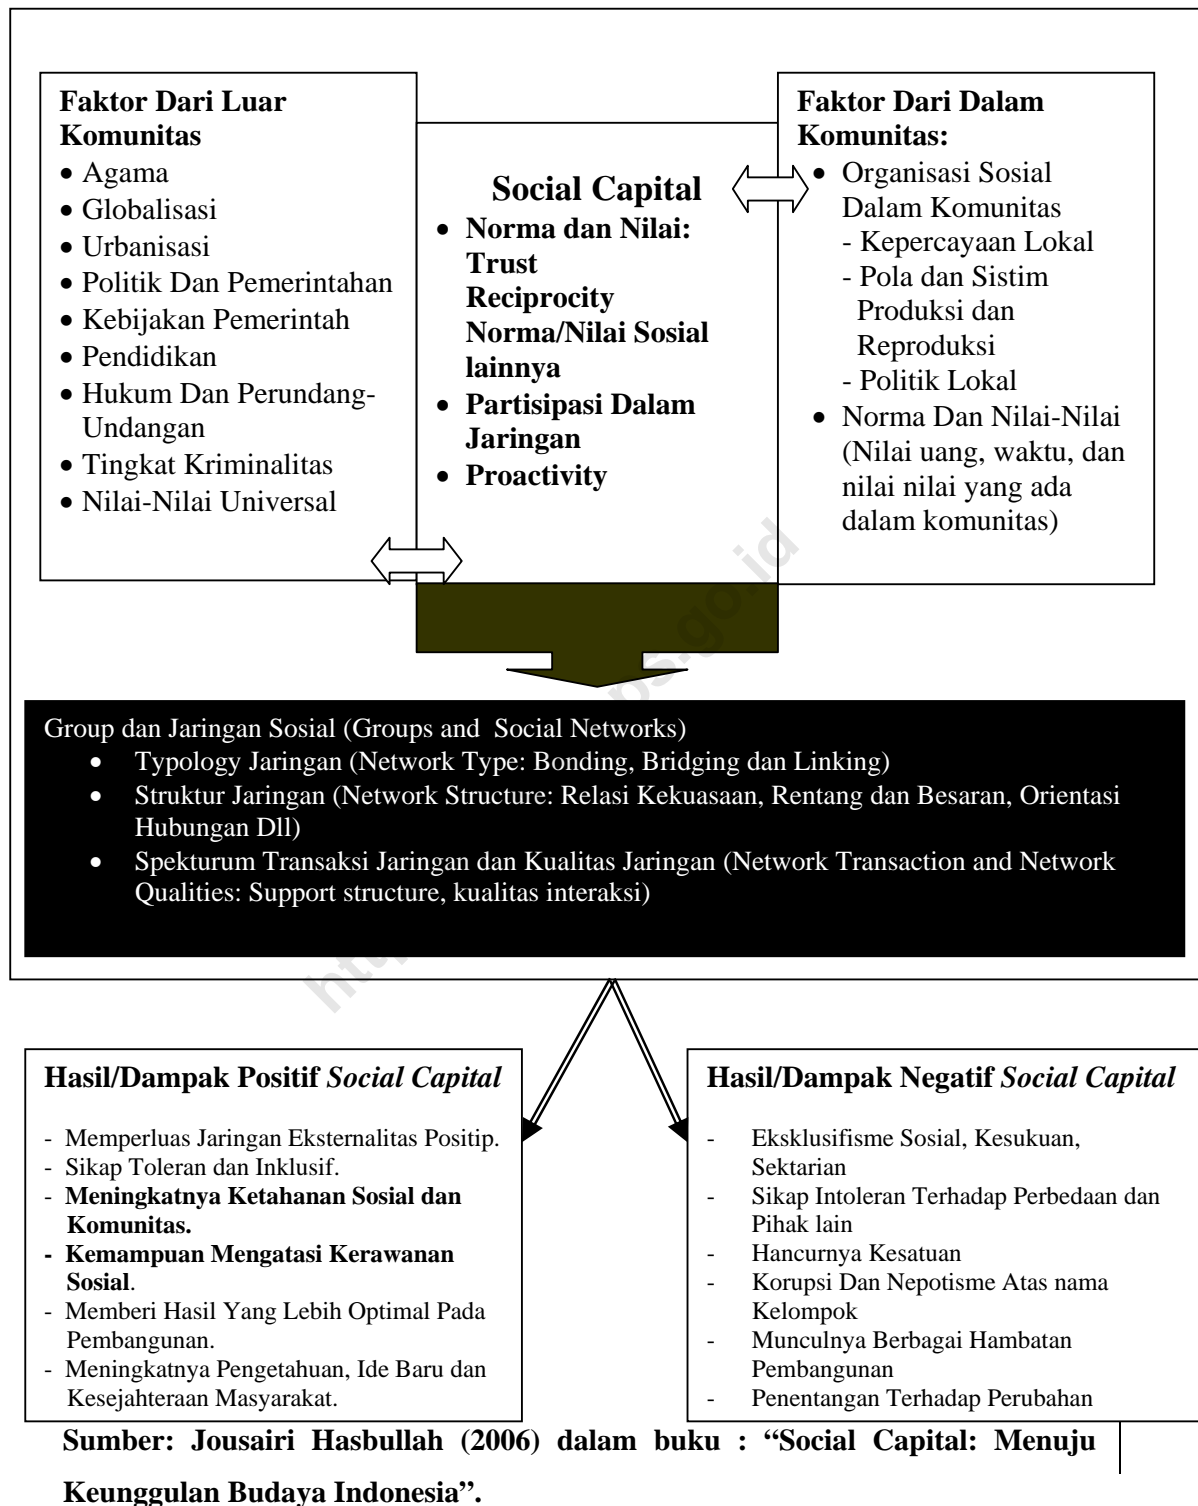 Faktor Dari Luar
Komunitas
• Agama
• Globalisasi
• Urbanisasi
• Politik Dan Pemerintahan
• Kebijakan Pemerintah
• Pendidikan
• Hukum Dan Perundang-
Undangan
• Tingkat Kriminalitas
• Nilai-Nilai Universal
Social Capital
• Norma dan Nilai:
Trust
Reciprocity
Norma/Nilai Sosial
lainnya
• Partisipasi Dalam
Jaringan
• Proactivity
Faktor Dari Dalam
Komunitas:
• Organisasi Sosial
Dalam Komunitas
- Kepercayaan Lokal
- Pola dan Sistim
Produksi dan
Reproduksi
- Politik Lokal
• Norma Dan Nilai-Nilai
(Nilai uang, waktu, dan
nilai nilai yang ada
dalam komunitas)
Group dan Jaringan Sosial (Groups and Social Networks)
• Typology Jaringan (Network Type: Bonding, Bridging dan Linking)
• Struktur Jaringan (Network Structure: Relasi Kekuasaan, Rentang dan Besaran, Orientasi
Hubungan Dll)
• Spekturum Transaksi Jaringan dan Kualitas Jaringan (Network Transaction and Network
Qualities: Support structure, kualitas interaksi)
Hasil/Dampak Positif Social Capital
- Memperluas Jaringan Eksternalitas Positip.
- Sikap Toleran dan Inklusif.
- Meningkatnya Ketahanan Sosial dan
Komunitas.
- Kemampuan Mengatasi Kerawanan
Sosial.
- Memberi Hasil Yang Lebih Optimal Pada
Pembangunan.
- Meningkatnya Pengetahuan, Ide Baru dan
Kesejahteraan Masyarakat.
Hasil/Dampak Negatif Social Capital
- Eksklusifisme Sosial, Kesukuan,
Sektarian
- Sikap Intoleran Terhadap Perbedaan dan
Pihak lain
- Hancurnya Kesatuan
- Korupsi Dan Nepotisme Atas nama
Kelompok
- Munculnya Berbagai Hambatan
Pembangunan
- Penentangan Terhadap Perubahan
Sumber: Jousairi Hasbullah (2006) dalam buku : “Social Capital: Menuju
Keunggulan Budaya Indonesia”.